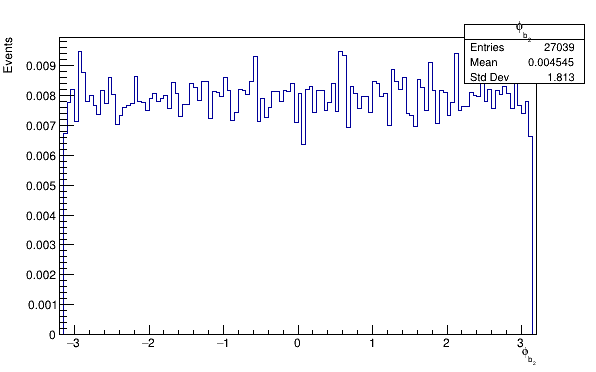 ϕ_b₂
Entries 27039
Mean 0.004545
Std Dev 1.813
Events
0.009
0.008
0.007
0.006
0.005
0.004
0.003
0.002
0.001
0
−3 −2 −1 0 1 2 3
ϕ_b₂